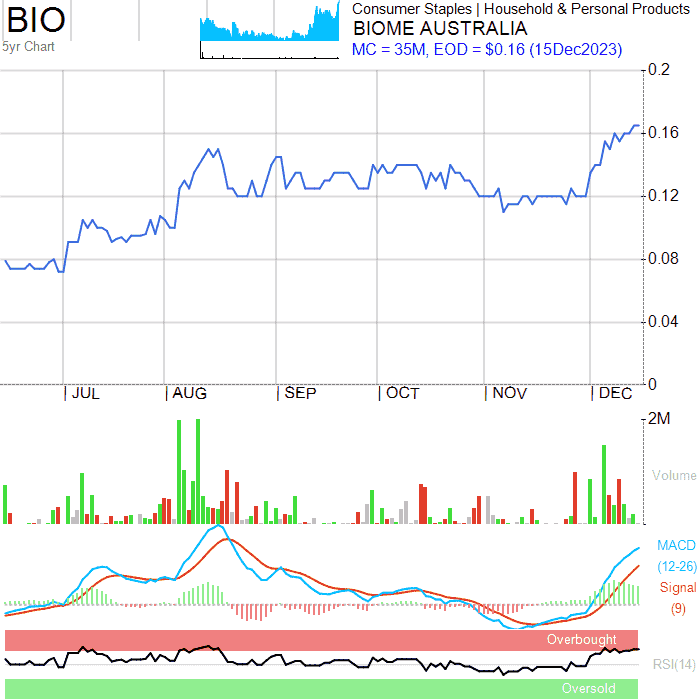 BIO
5yr Chart
Consumer Staples | Household & Personal Products
BIOME AUSTRALIA
MC = 35M, EOD = $0.16 (15Dec2023)
0.2
0.16
0.12
0.08
0.04
0
JUL
AUG
SEP
OCT
NOV
DEC
2M
Volume
MACD
(12-26)
Signal
(9)
Overbought
RSI(14)
Oversold